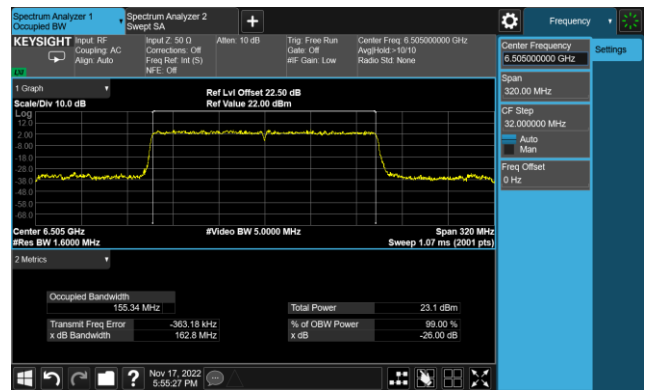 Spectrum Analyzer 1
Occupied BW
Spectrum Analyzer 2
Swept SA
Frequency
KEYSIGHT
Input: RF
Coupling: AC
Align: Auto
Input Z: 50 Ω
Corrections: Off
Freq Ref: Int (S)
NFE: Off
Atten: 10 dB
Trig: Free Run
Gate: Off
#IF Gain: Low
Center Freq: 6.505000000 GHz
Avg|Hold:>10/10
Radio Std: None
Center Frequency
6.505000000 GHz
Settings
Span
320.00 MHz
CF Step
32.000000 MHz
Auto
Man
Freq Offset
0 Hz
1 Graph
Scale/Div 10.0 dB
Ref Lvl Offset 22.50 dB
Ref Value 22.00 dBm
Log
12.0
2.00
-8.00
-18.0
-28.0
-38.0
-48.0
-58.0
-68.0
Center 6.505 GHz
#Res BW 1.6000 MHz
#Video BW 5.0000 MHz
Span 320 MHz
Sweep 1.07 ms (2001 pts)
2 Metrics
Occupied Bandwidth
155.34 MHz
Total Power 23.1 dBm
Transmit Freq Error -363.18 kHz
% of OBW Power 99.00 %
x dB Bandwidth 162.8 MHz
x dB -26.00 dB
?
Nov 17, 2022
5:55:27 PM